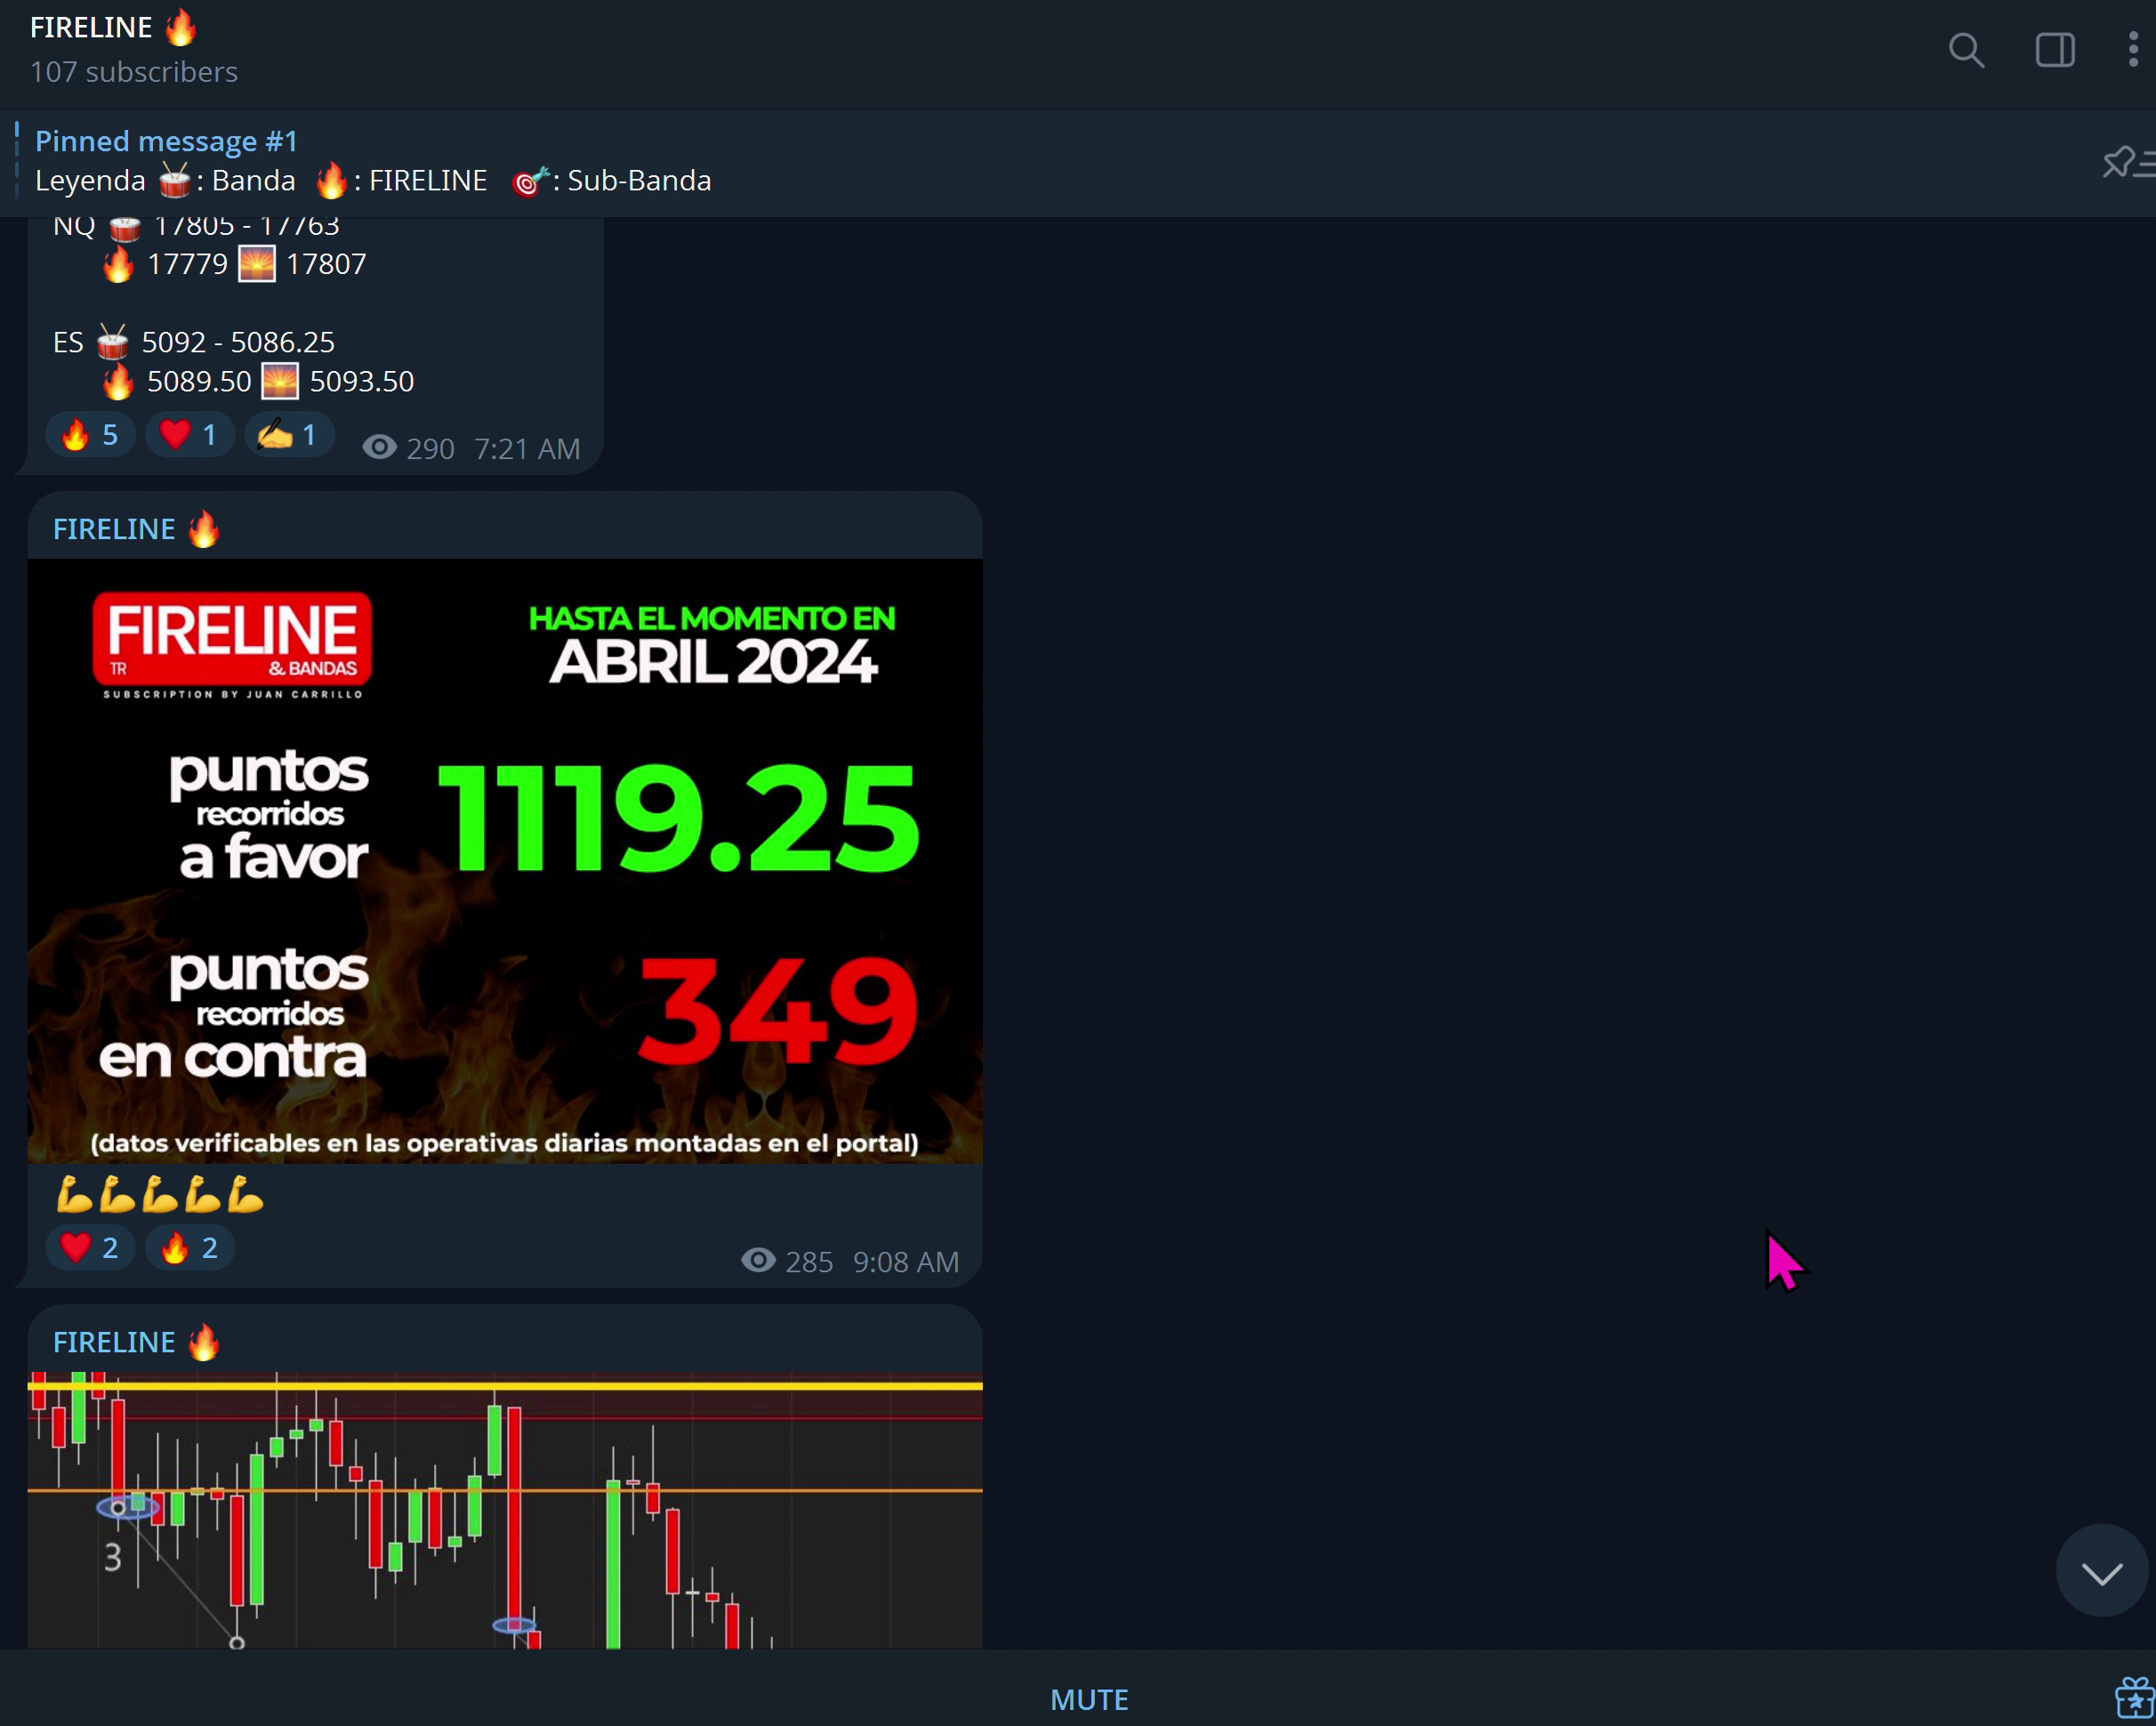 FIRELINE 🔥
107 subscribers
Pinned message #1
Leyenda 🥁: Banda 🔥: FIRELINE 🎯: Sub-Banda
NQ 🥁 17805 - 17763
🔥 17779 🌅 17807
ES 🥁 5092 - 5086.25
🔥 5089.50 🌅 5093.50
🔥 5 ❤️ 1 ✍️ 1 290 7:21 AM
FIRELINE 🔥
FIRELINE
TR & BANDAS
SUBSCRIPTION BY JUAN CARRILLO
HASTA EL MOMENTO EN
ABRIL 2024
puntos
recorridos
a favor
1119.25
puntos
recorridos
en contra
349
(datos verificables en las operativas diarias montadas en el portal)
💪💪💪💪💪
❤️ 2 🔥 2 285 9:08 AM
FIRELINE 🔥
3
MUTE